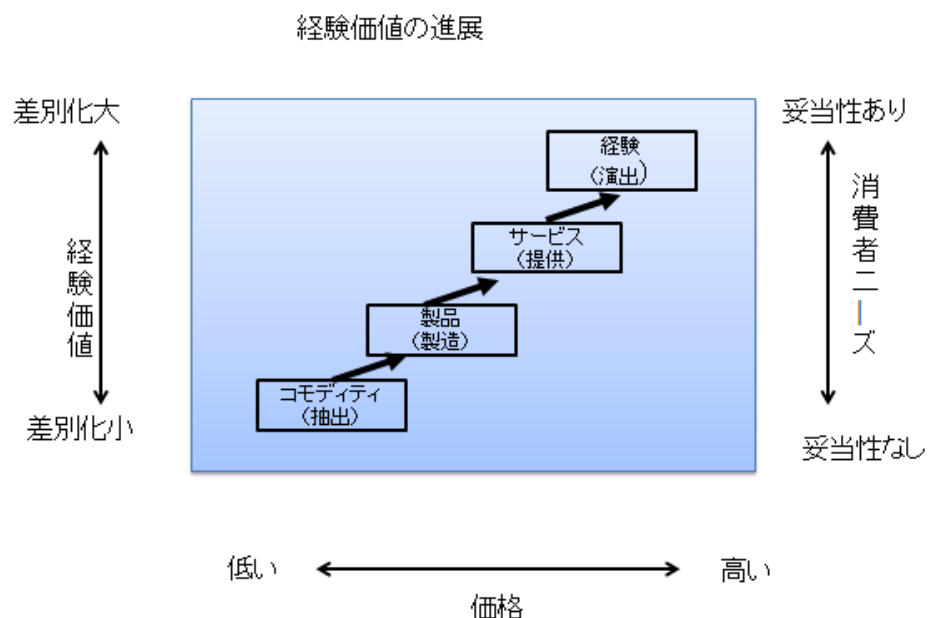 経験価値の進展
差別化大
妥当性あり
経験
(演出)
サービス
(提供)
製品
(製造)
コモディティ
(抽出)
経験価値
消費者ニーズ
差別化小
妥当性なし
低い
高い
価格